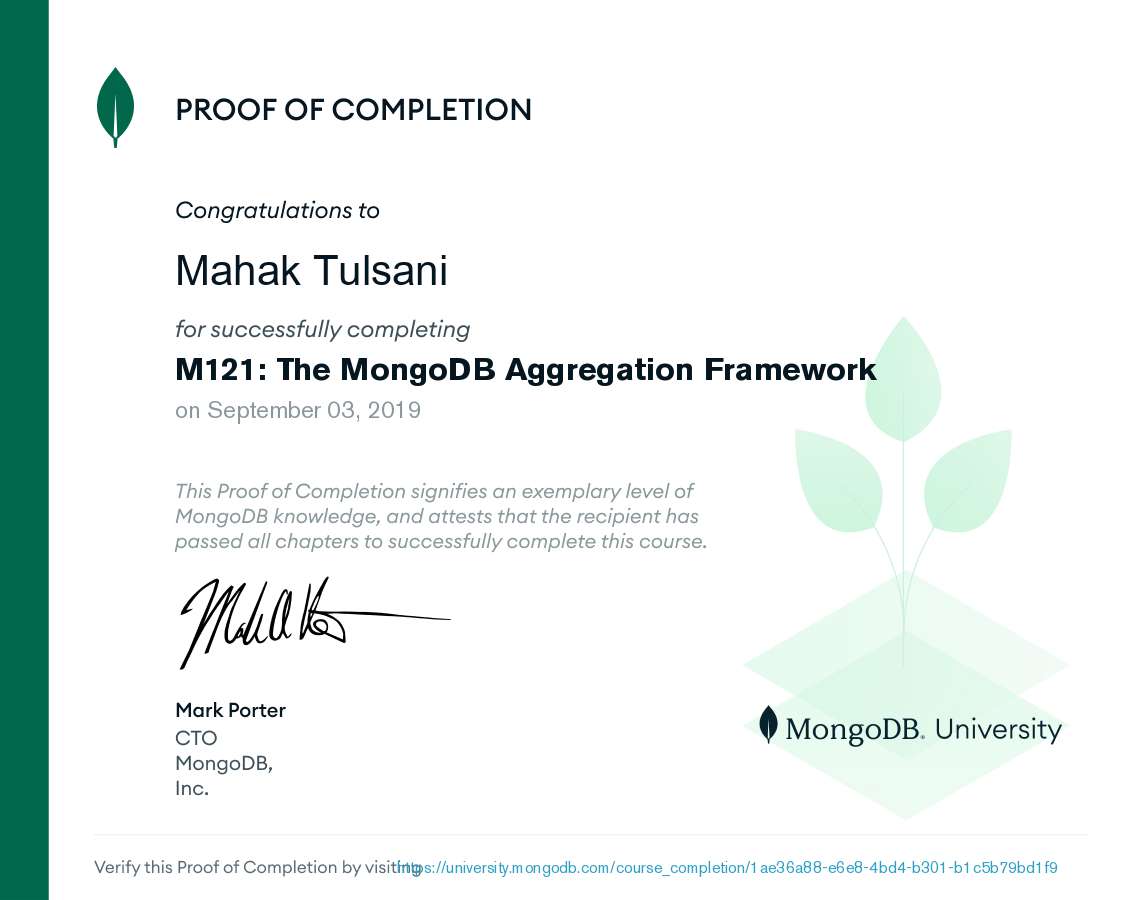 PROOF OF COMPLETION
Congratulations to
Mahak Tulsani
for successfully completing
M121: The MongoDB Aggregation Framework
on September 03, 2019
This Proof of Completion signifies an exemplary level of
MongoDB knowledge, and attests that the recipient has
passed all chapters to successfully complete this course.
Mark Porter
CTO
MongoDB,
Inc.
MongoDB. University
Verify this Proof of Completion by visiting https://university.mongodb.com/course_completion/1ae36a88-e6e8-4bd4-b301-b1c5b79bd1f9